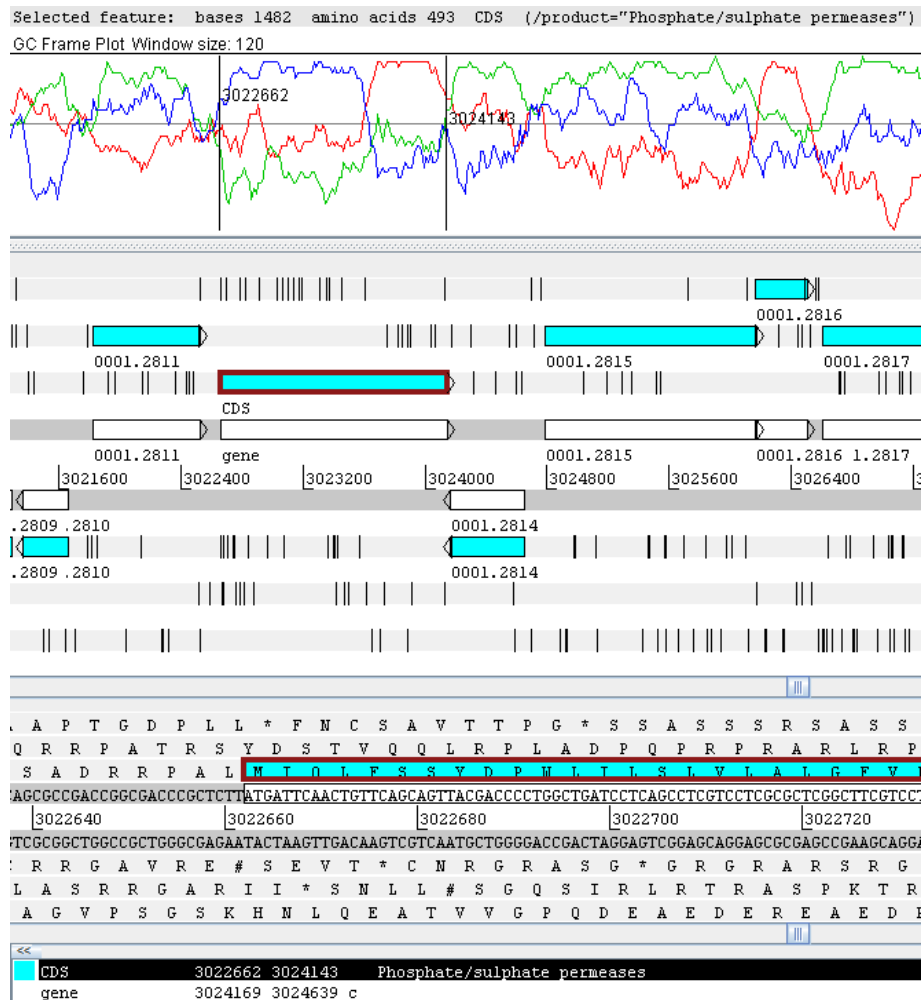 Selected feature: bases 1482 amino acids 493 CDS (/product="Phosphate/sulphate permeases")
GC Frame Plot Window size: 120
3022662
3024143
0001.2816
0001.2811 0001.2815 0001.2817
CDS
0001.2811 gene 0001.2815 0001.2816 1.2817
3021600 3022400 3023200 3024000 3024800 3025600 3026400
.2809 .2810 0001.2814
.2809 .2810 0001.2814
A P T G D P L L * F N C S A V T T P G * S S A S S S R S A S S
Q R R P A T R S Y D S T V Q Q L R P L A D P Q P R P R A R L R P
S A D R R P A L M I Q L F S S Y D P W L I L S L V L A L G F V
CAGCGCCGACCGGCGACCCGCTCTTATGATTCAACTGTTCAGCAGTTACGACCCCTGGCTGATCCTCAGCCTCGTCCTCGCGCTCGGCTTCGTCCT
3022640 3022660 3022680 3022700 3022720
GTCGCGGCTGGCCGCTGGGCGAGAATACTAAGTTGACAAGTCGTCAATGCTGGGGACCGACTAGGAGTCGGAGCAGGAGCGCGAGCCGAAGCAGGA
R R G A V R E # S E V T * C N R G R A S G * G R G R A R S R G
L A S R R G A R I I * S N L L # S G Q S I R L R T R A S P K T R
A G V P S G S K H N L Q E A T V V G P Q D E A E D E R E A E D
<<
CDS 3022662 3024143 Phosphate/sulphate permeases
gene 3024169 3024639 c